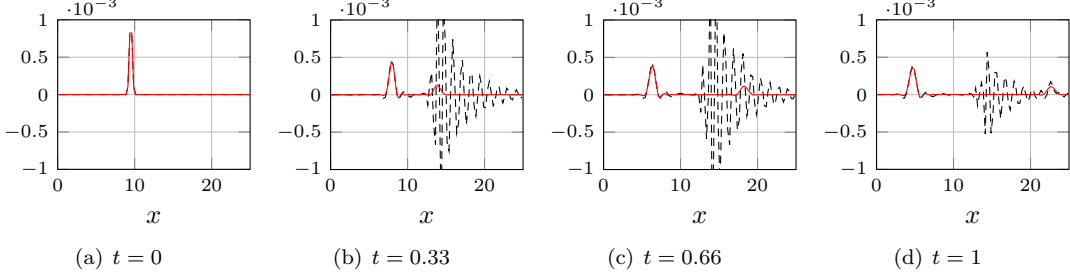 ·10⁻³ ·10⁻³ ·10⁻³ ·10⁻³
1 1 1 1
0.5 0.5 0.5 0.5
0 0 0 0
−0.5 −0.5 −0.5 −0.5
−1 −1 −1 −1
0 10 20 0 10 20 0 10 20 0 10 20
x x x x
(a) t = 0 (b) t = 0.33 (c) t = 0.66 (d) t = 1